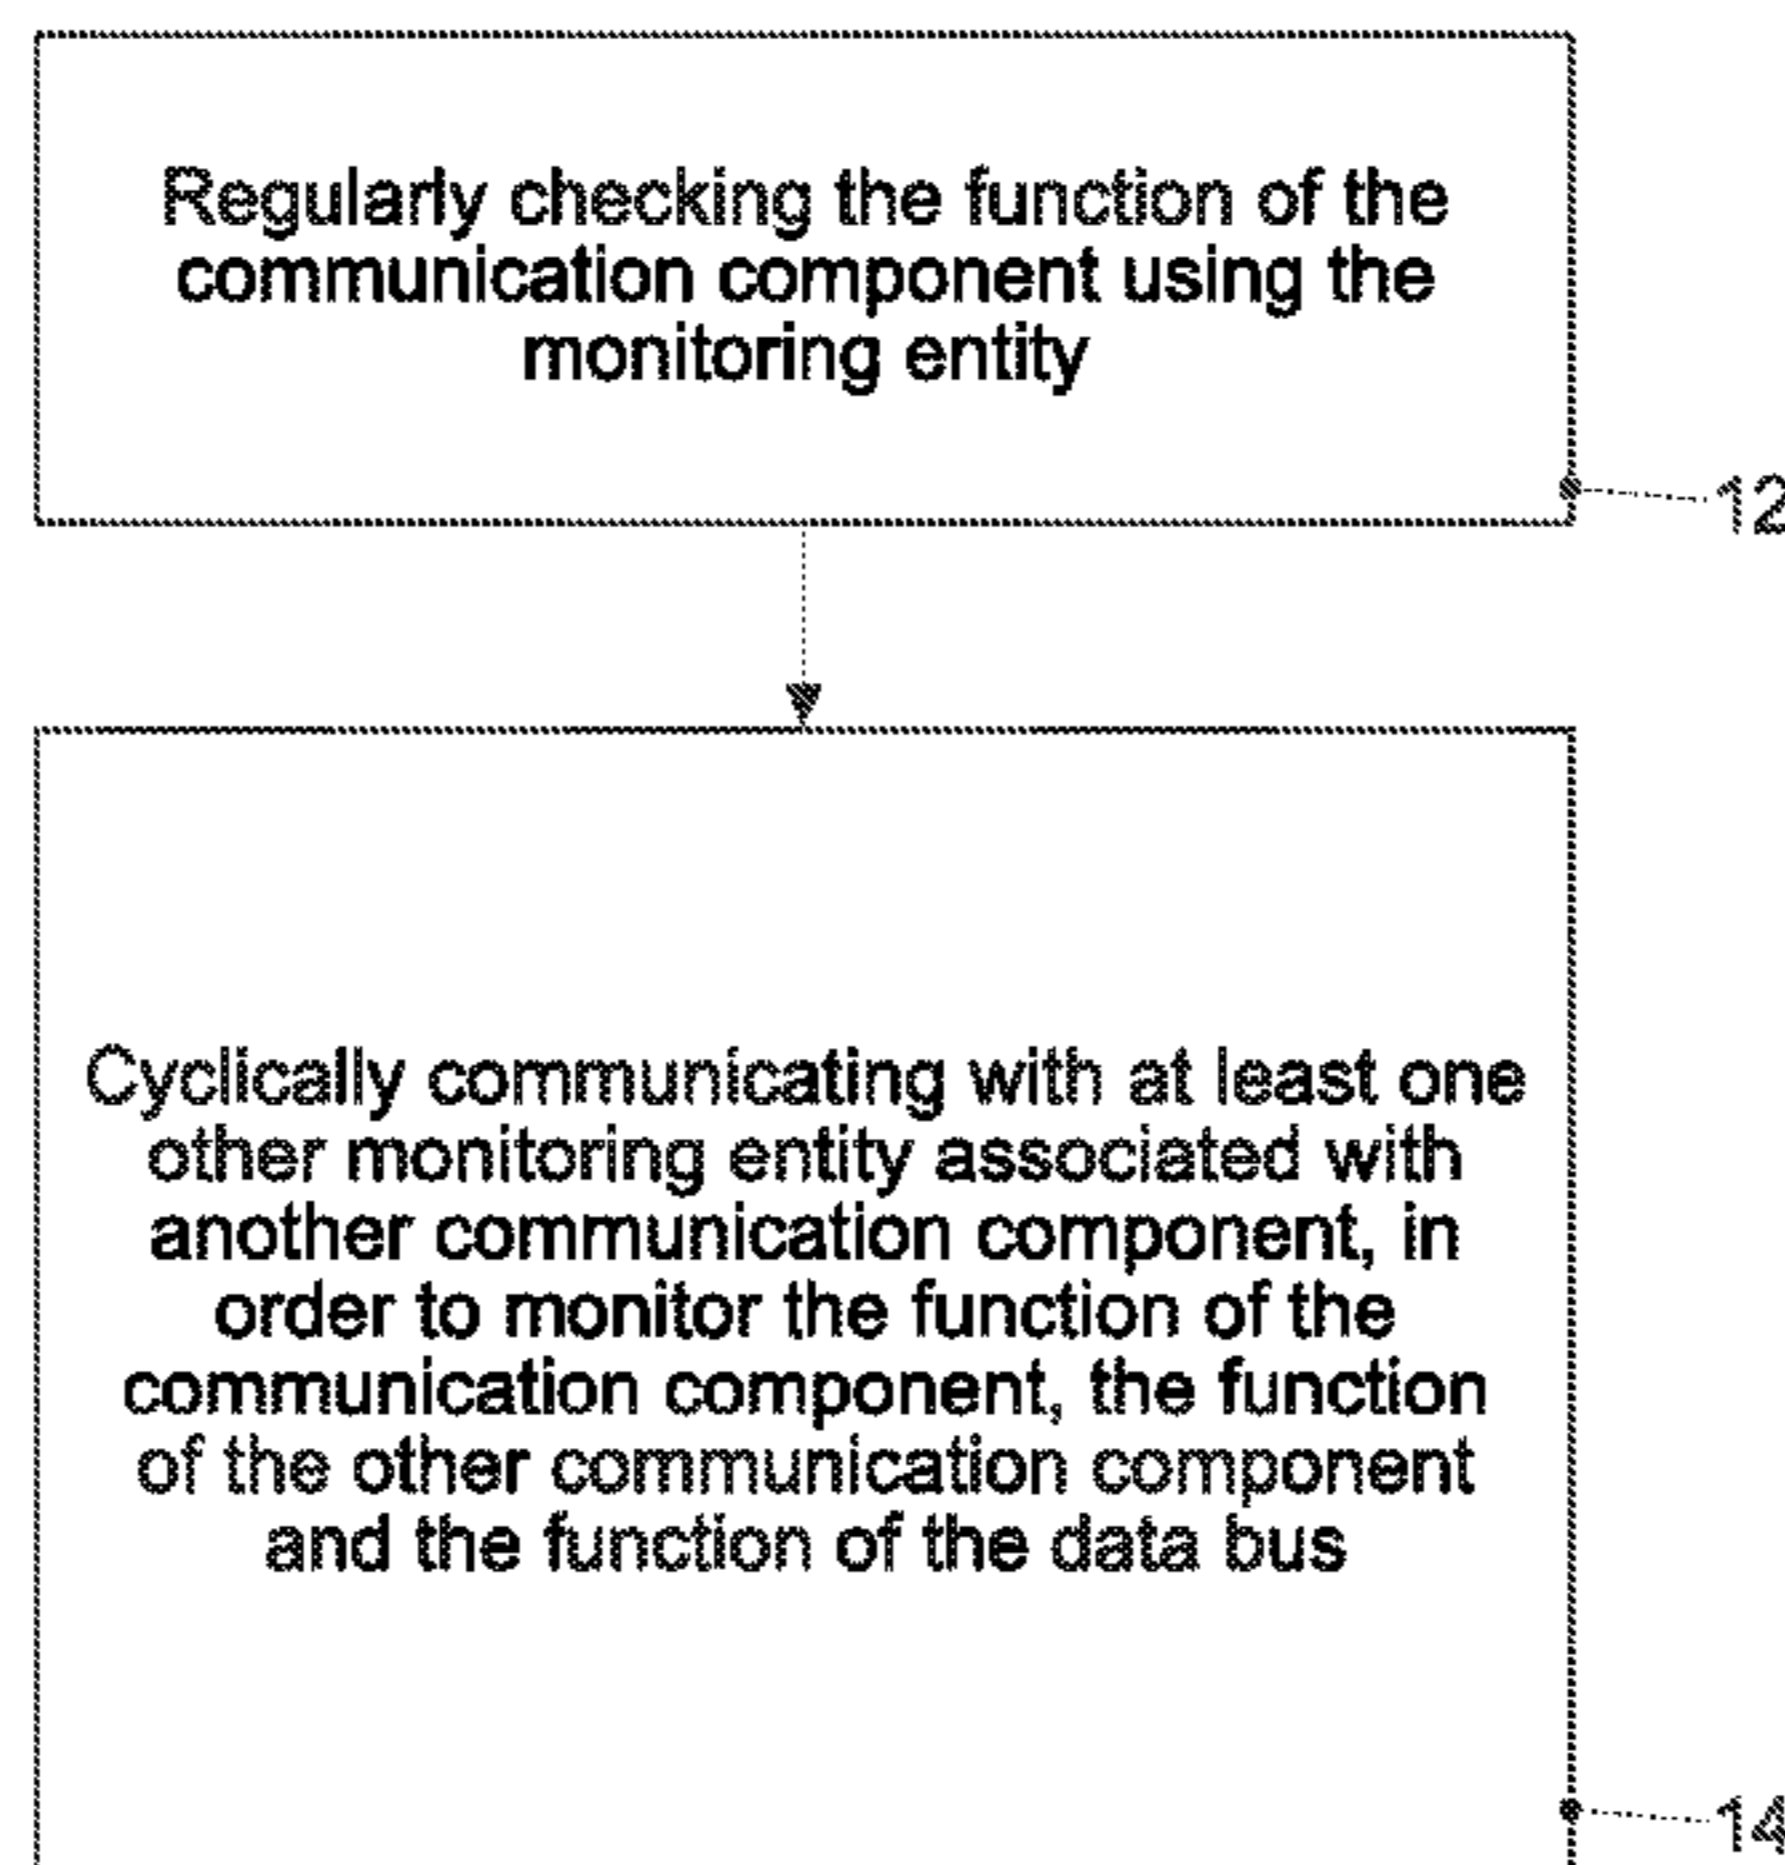 Regularly checking the function of the
communication component using the
monitoring entity
12
Cyclically communicating with at least one
other monitoring entity associated with
another communication component, in
order to monitor the function of the
communication component, the function
of the other communication component
and the function of the data bus
14